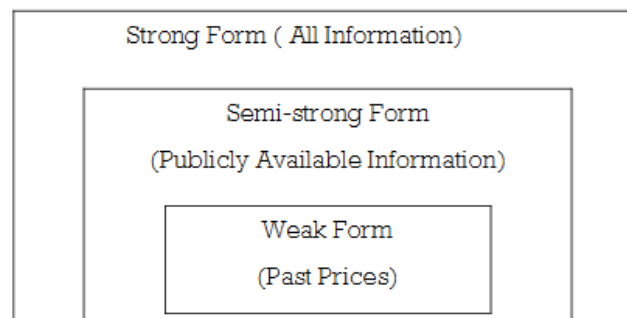 Strong Form ( All Information)
Semi-strong Form
(Publicly Available Information)
Weak Form
(Past Prices)